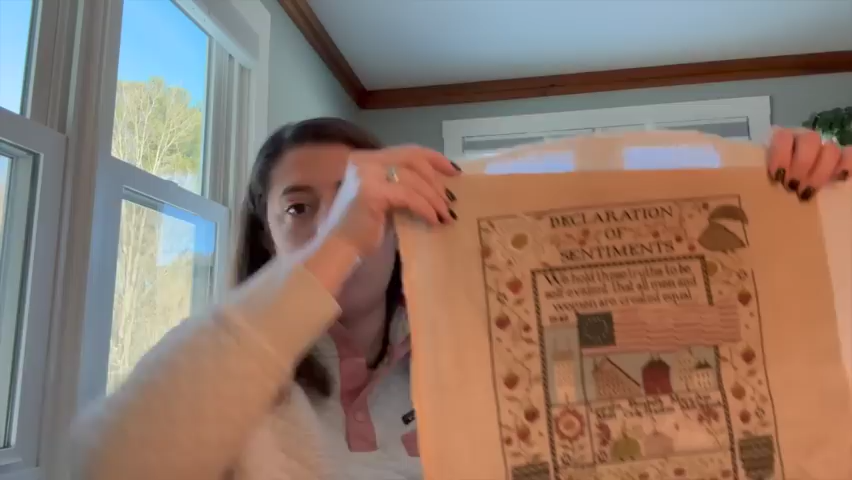 DECLARATION
OF
SENTIMENTS
We hold these truths to be
self-evident; that all men and
women are created equal